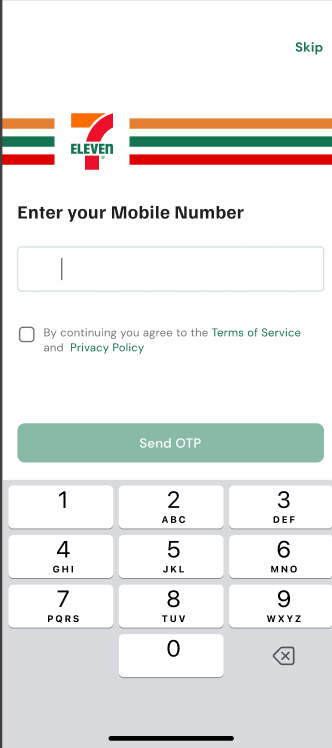 Skip
7
ELEVEN
Enter your Mobile Number
By continuing you agree to the Terms of Service
and Privacy Policy
Send OTP
1 2 3
ABC DEF
4 5 6
GHI JKL MNO
7 8 9
PQRS TUV WXYZ
0